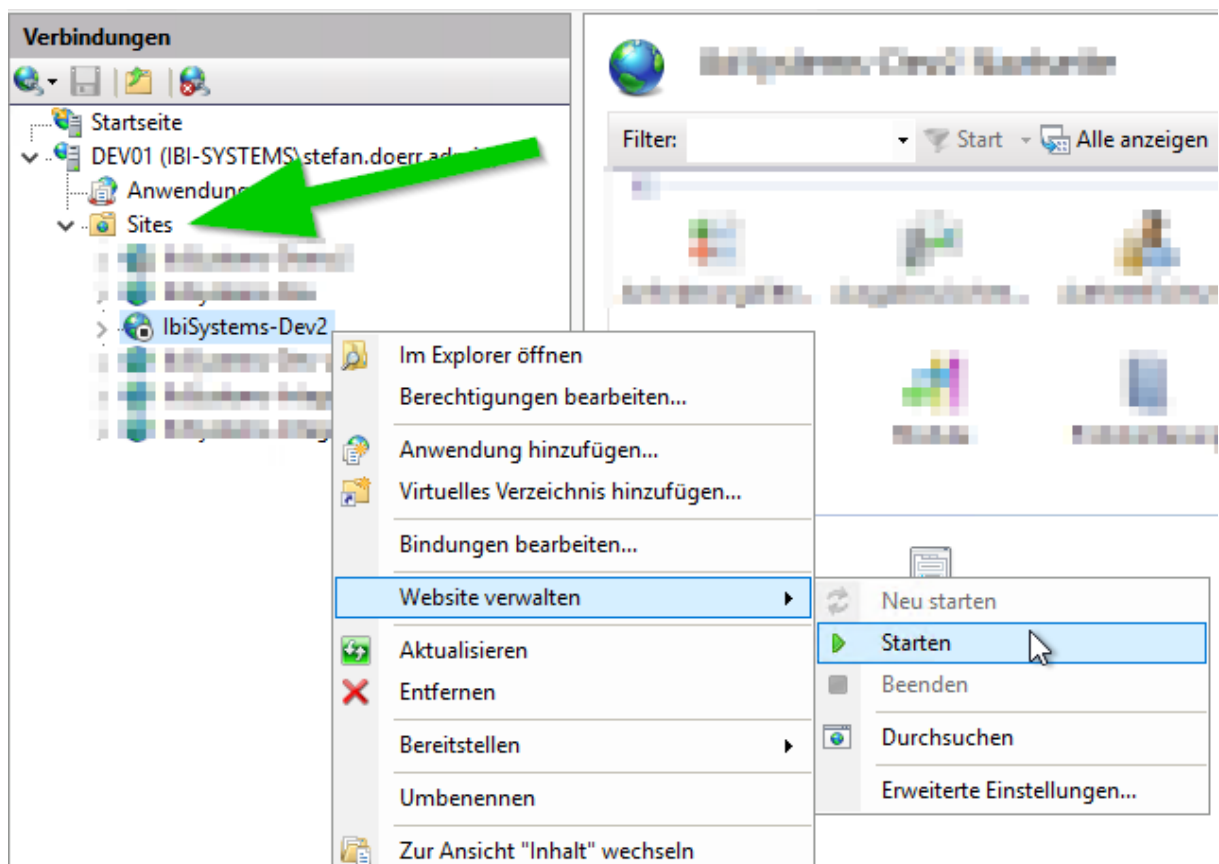 Verbindungen
Startseite
DEV01 (IBI-SYSTEMS\stefan.doerr
Sites
IbiSystems-Dev2
Filter:
Start
Alle anzeigen
Im Explorer öffnen
Berechtigungen bearbeiten...
Anwendung hinzufügen...
Virtuelles Verzeichnis hinzufügen...
Bindungen bearbeiten...
Website verwalten
Aktualisieren
Entfernen
Bereitstellen
Umbenennen
Zur Ansicht "Inhalt" wechseln
Neu starten
Starten
Beenden
Durchsuchen
Erweiterte Einstellungen...